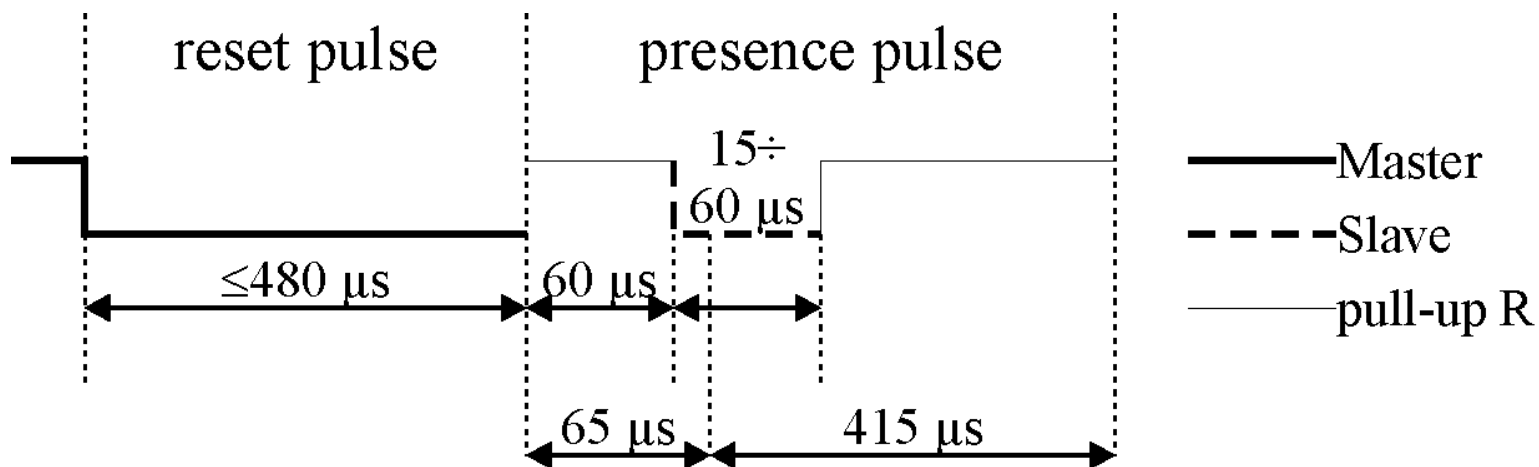 reset pulse
presence pulse
15÷
60 μs
≤480 μs
60 μs
65 μs
415 μs
Master
Slave
pull-up R